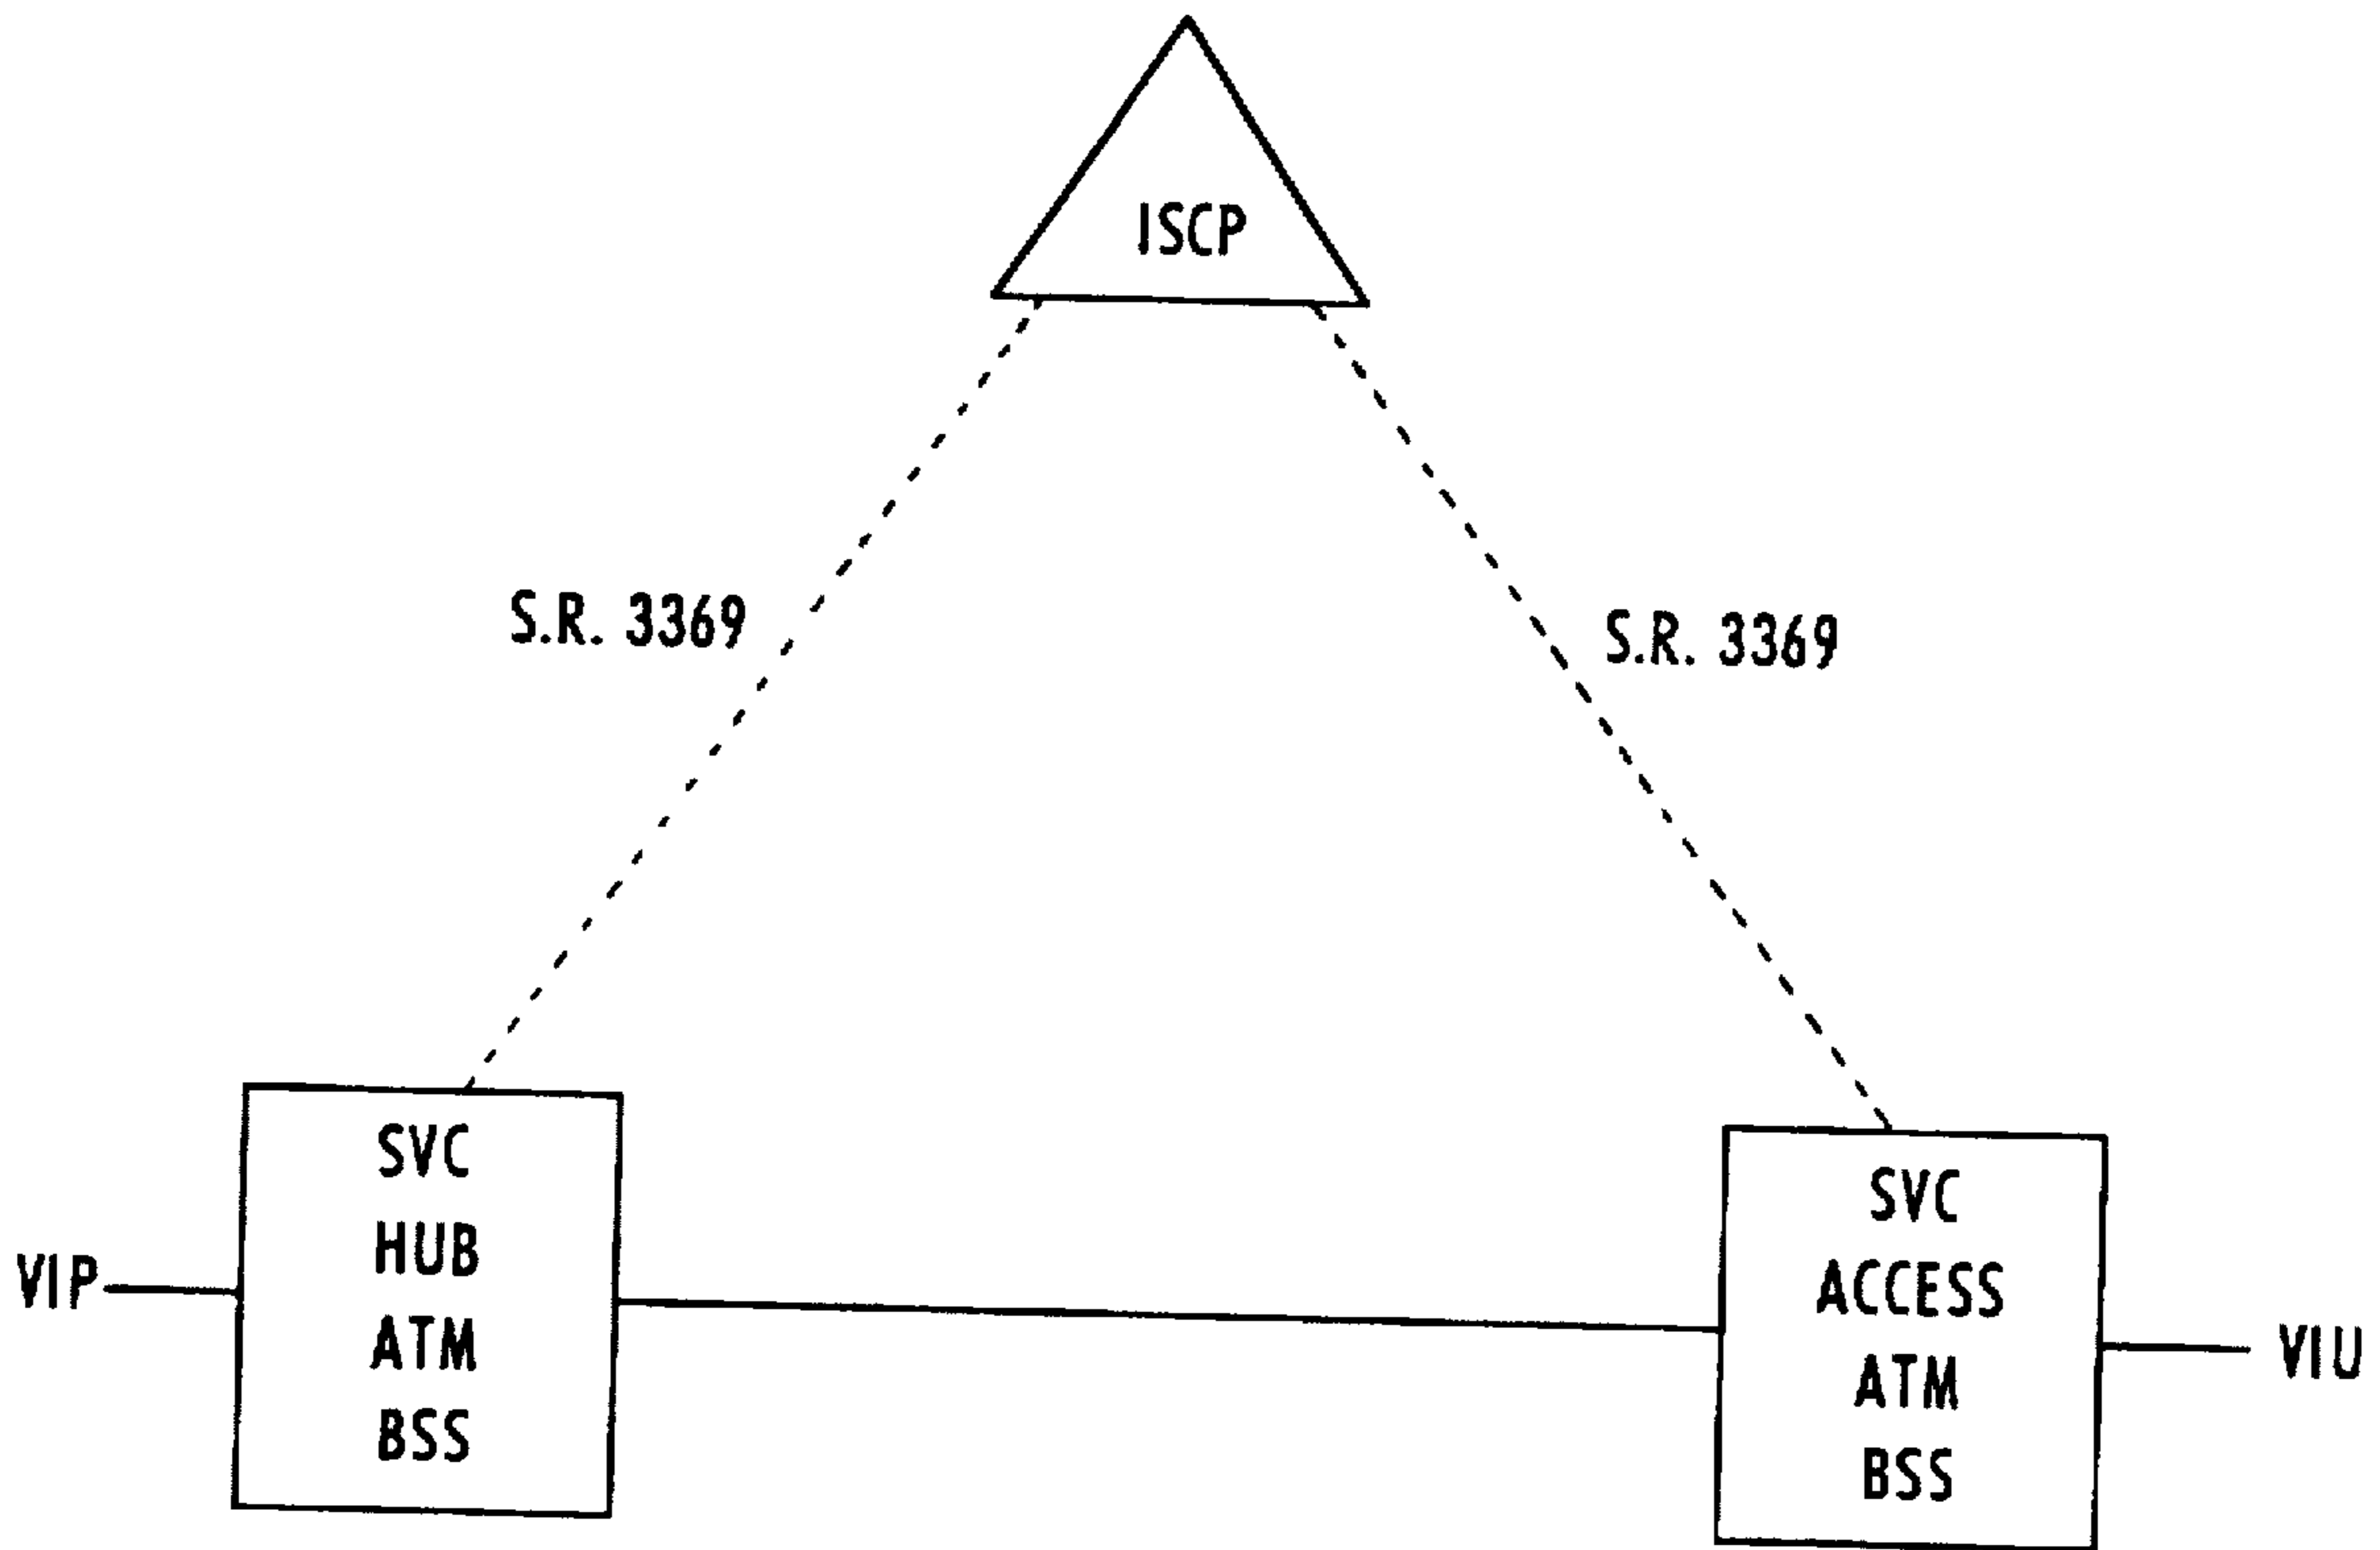 ISCP
S.R. 3369
S.R. 3369
SVC
HUB
ATM
BSS
VIP
SVC
ACCESS
ATM
BSS
VIU